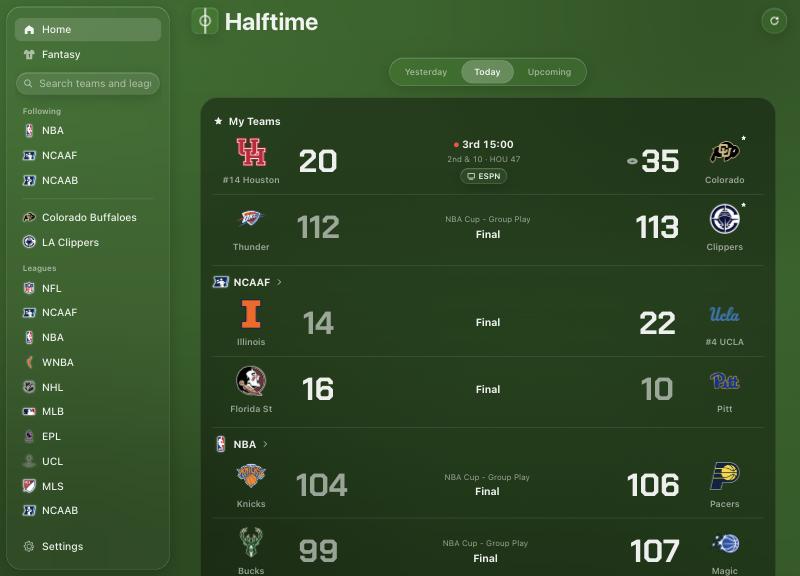 Home
Fantasy
Search teams and leagu
Following
NBA
NCAAF
NCAAB
Colorado Buffaloes
LA Clippers
Leagues
NFL
NCAAF
NBA
WNBA
NHL
MLB
EPL
UCL
MLS
NCAAB
Settings
Halftime
Yesterday Today Upcoming
My Teams
20 3rd 15:00 35
2nd & 10 · HOU 47
ESPN
#14 Houston Colorado
112 NBA Cup - Group Play 113
Final
Thunder Clippers
NCAAF
14 Final 22 Ucla
Illinois #4 UCLA
16 Final 10 Pitt
Florida St Pitt
NBA
KNICKS 104 NBA Cup - Group Play 106
Final
Knicks Pacers
99 NBA Cup - Group Play 107
Final
Bucks Magic